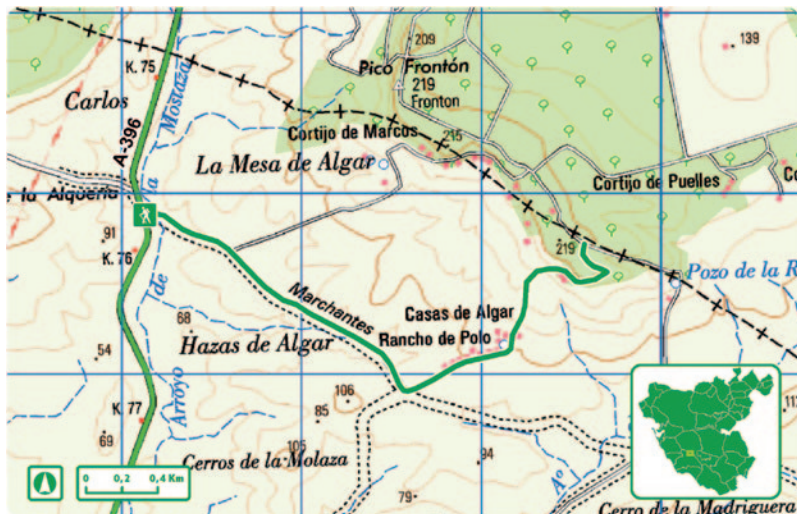 209
139
K. 75
Pico Frontón
219
Fronton
Carlos
Mostaza
A-396
Cortijo de Marcos
215
La Mesa de Algar
la
Cortijo de Puelles
de la Alquería
91
K. 76
219
de
Marchantes
Pozo de la R
Casas de Algar
68
Hazas de Algar
Rancho de Polo
54
106
85
Arroyo
K. 77
69
105
Cerros de la Molaza
94
Aº
79
0 0,2 0,4 Km
Cerro de la Madriguera